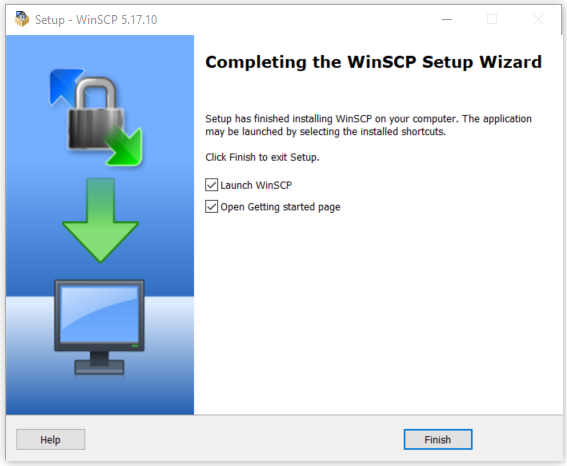 Setup - WinSCP 5.17.10
Completing the WinSCP Setup Wizard
Setup has finished installing WinSCP on your computer. The application
may be launched by selecting the installed shortcuts.
Click Finish to exit Setup.
Launch WinSCP
Open Getting started page
Help
Finish